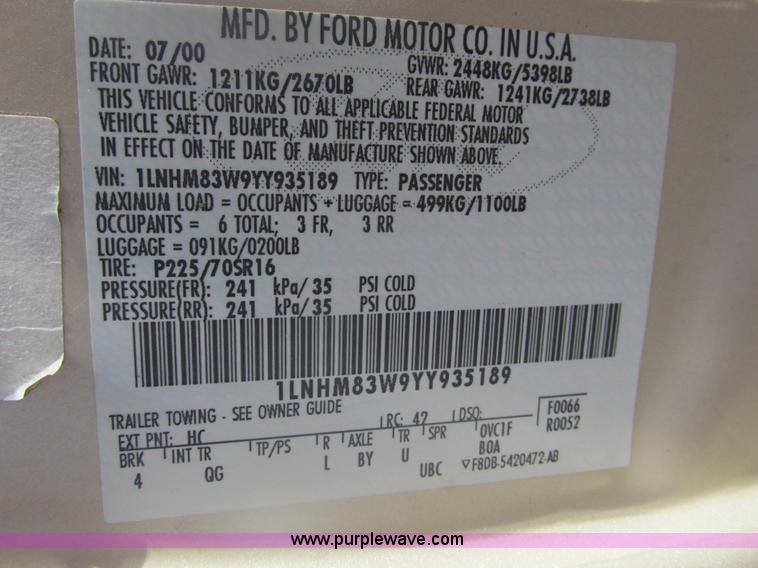 MFD. BY FORD MOTOR CO. IN U.S.A.
DATE: 07/00 GVWR: 2448KG/5398LB
FRONT GAWR: 1211KG/2670LB REAR GAWR: 1241KG/2738LB
THIS VEHICLE CONFORMS TO ALL APPLICABLE FEDERAL MOTOR
VEHICLE SAFETY, BUMPER, AND THEFT PREVENTION STANDARDS
IN EFFECT ON THE DATE OF MANUFACTURE SHOWN ABOVE.
VIN: 1LNHM83W9YY935189 TYPE: PASSENGER
MAXIMUM LOAD = OCCUPANTS + LUGGAGE = 499KG/1100LB
OCCUPANTS = 6 TOTAL; 3 FR, 3 RR
LUGGAGE = 091KG/0200LB
TIRE: P225/70SR16
PRESSURE(FR): 241 kPa/35 PSI COLD
PRESSURE(RR): 241 kPa/35 PSI COLD
1LNHM83W9YY935189
TRAILER TOWING - SEE OWNER GUIDE
EXT PNT: HC RC: 47 DSO: F0066
BRK INT TR TP/PS R AXLE TR SPR 0VC1F R0052
4 QG L BY U BOA
UBC ▽F8DB-5420472-AB
www.purplewave.com